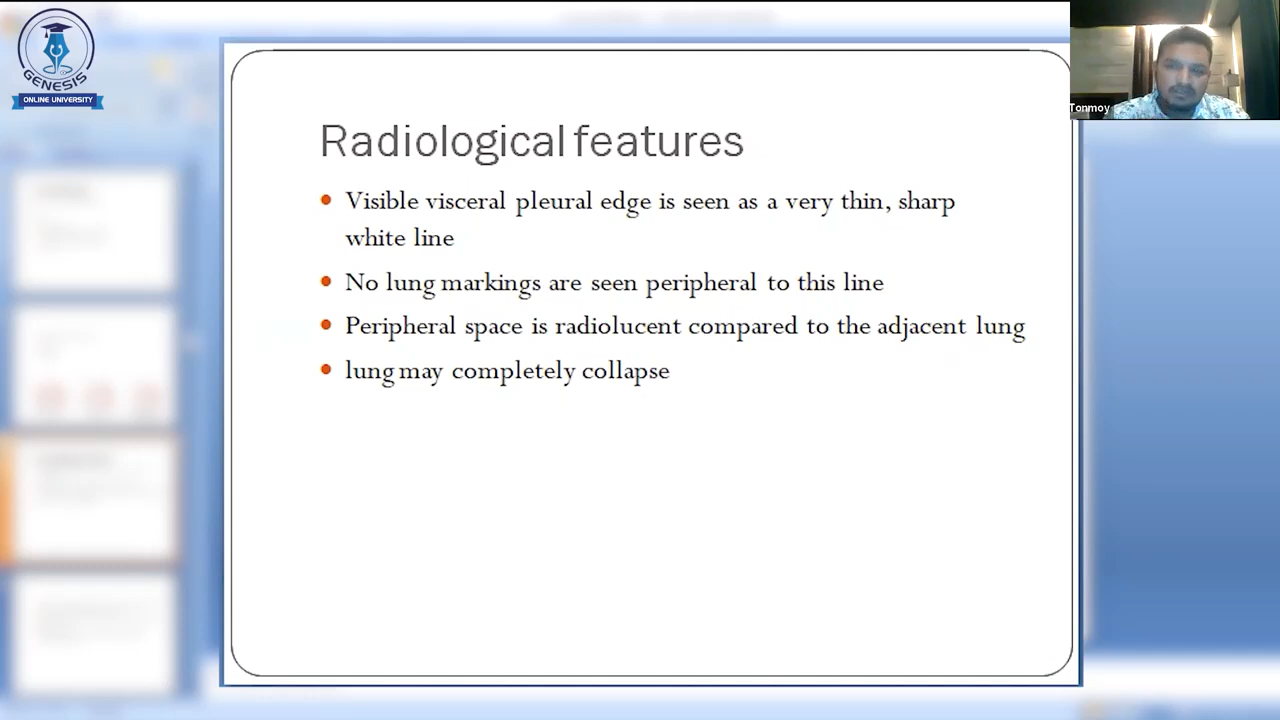 GENESIS
ONLINE UNIVERSITY
Tonmoy
Radiological features
Visible visceral pleural edge is seen as a very thin, sharp
white line
No lung markings are seen peripheral to this line
Peripheral space is radiolucent compared to the adjacent lung
lung may completely collapse